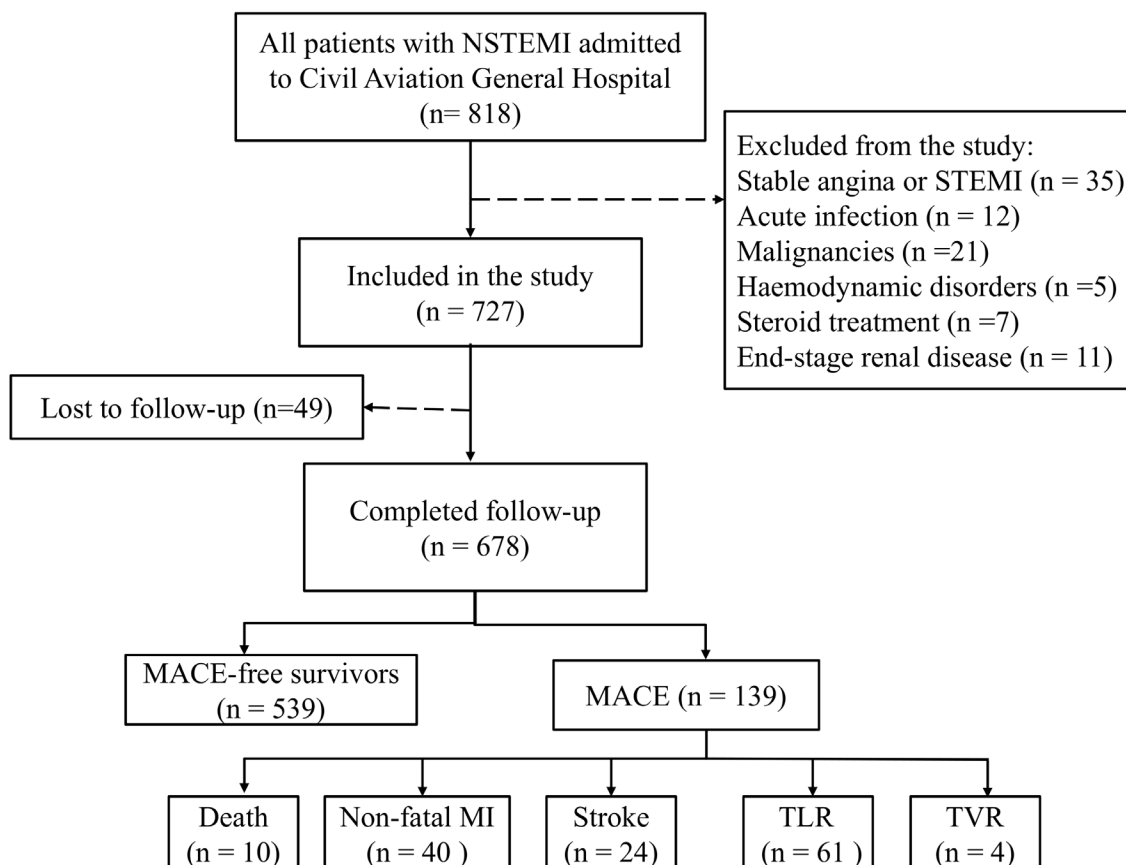 All patients with NSTEMI admitted
to Civil Aviation General Hospital
(n= 818)
Excluded from the study:
Stable angina or STEMI (n = 35)
Acute infection (n = 12)
Malignancies (n =21)
Haemodynamic disorders (n =5)
Steroid treatment (n =7)
End-stage renal disease (n = 11)
Included in the study
(n = 727)
Lost to follow-up (n=49)
Completed follow-up
(n = 678)
MACE-free survivors
(n = 539)
MACE (n = 139)
Death
(n = 10)
Non-fatal MI
(n = 40 )
Stroke
(n = 24)
TLR
(n = 61 )
TVR
(n = 4)